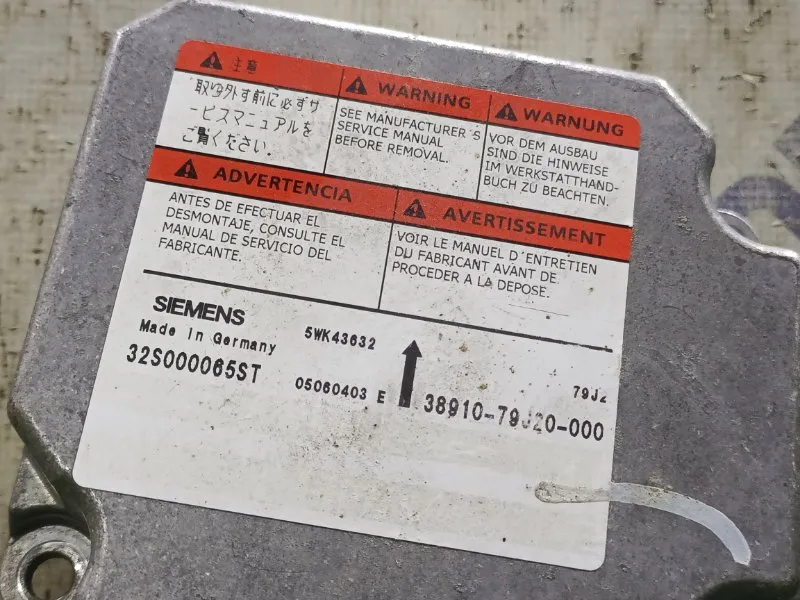 注意
取り外す前に必ずサ
ービスマニュアルを
ご覧ください.
WARNING
SEE MANUFACTURER'S
SERVICE MANUAL
BEFORE REMOVAL.
WARNUNG
VOR DEM AUSBAU
SIND DIE HINWEISE
IM WERKSTATTHAND-
BUCH ZU BEACHTEN.
ADVERTENCIA
ANTES DE EFECTUAR EL
DESMONTAJE, CONSULTE EL
MANUAL DE SERVICIO DEL
FABRICANTE.
AVERTISSEMENT
VOIR LE MANUEL D'ENTRETIEN
DU FABRICANT AVANT DE
PROCEDER A LA DEPOSE.
SIEMENS
Made in Germany
32S000065ST
5WK43632
05060403 E
79J2
38910-79J20-000